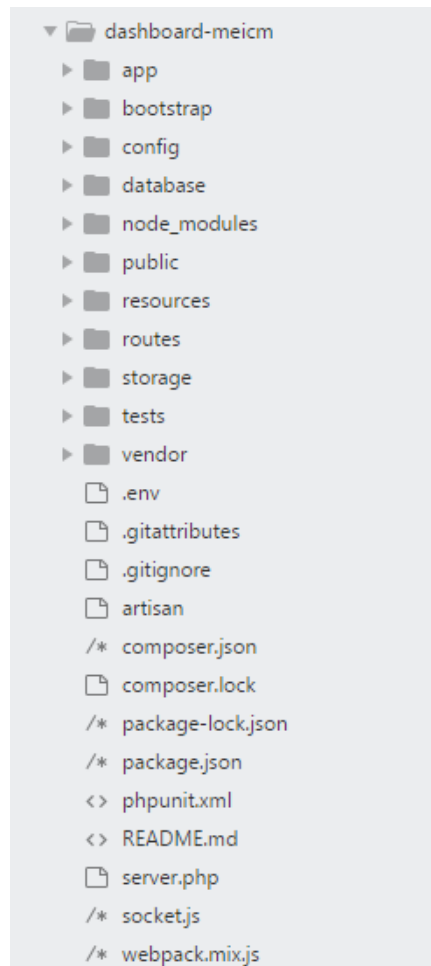 dashboard-meicm
app
bootstrap
config
database
node_modules
public
resources
routes
storage
tests
vendor
.env
.gitattributes
.gitignore
artisan
/* composer.json
composer.lock
/* package-lock.json
/* package.json
<> phpunit.xml
<> README.md
server.php
/* socket.js
/* webpack.mix.js